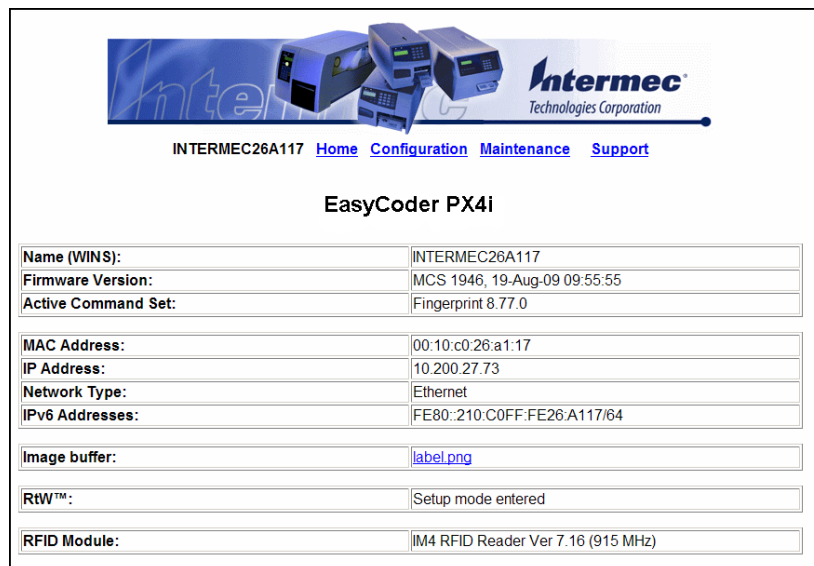 Intermec
Intermec®
Technologies Corporation
INTERMEC26A117 Home Configuration Maintenance Support
EasyCoder PX4i
Name (WINS): INTERMEC26A117
Firmware Version: MCS 1946, 19-Aug-09 09:55:55
Active Command Set: Fingerprint 8.77.0
MAC Address: 00:10:c0:26:a1:17
IP Address: 10.200.27.73
Network Type: Ethernet
IPv6 Addresses: FE80::210:C0FF:FE26:A117/64
Image buffer: label.png
RtW™: Setup mode entered
RFID Module: IM4 RFID Reader Ver 7.16 (915 MHz)